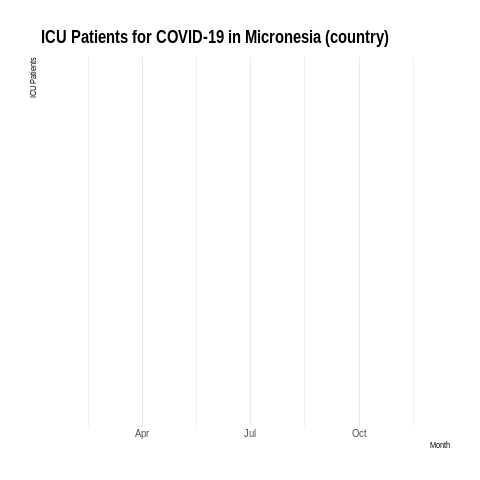 ICU Patients for COVID-19 in Micronesia (country)
ICU Patients
Apr Jul Oct
Month